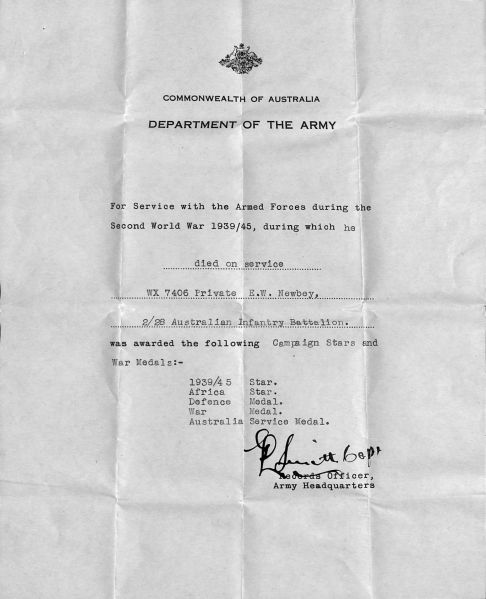 COMMONWEALTH OF AUSTRALIA
DEPARTMENT OF THE ARMY
For Service with the Armed Forces during the
Second World War 1939/45, during which he
died on service
WX 7406 Private E.W. Newbey,
2/28 Australian Infantry Battalion.
was awarded the following Campaign Stars and
War Medals:-
1939/45 Star.
Africa Star.
Defence Medal.
War Medal.
Australia Service Medal.
Capt
Records Officer,
Army Headquarters